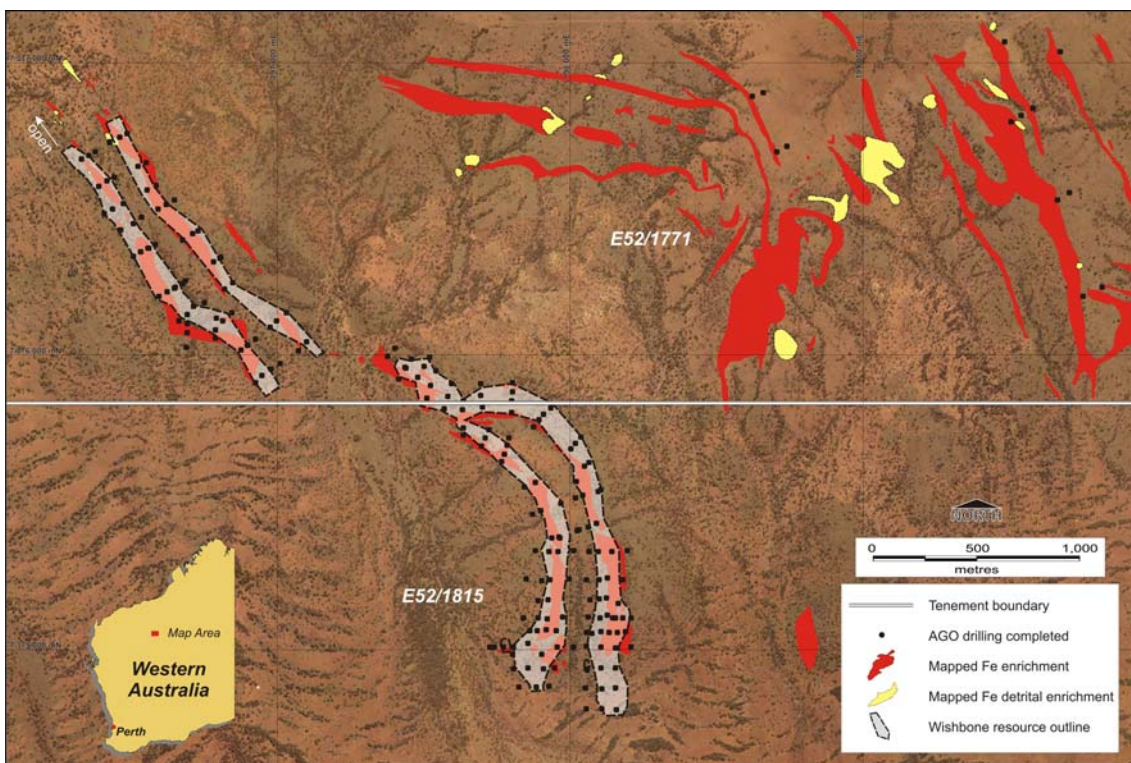 open
E52/1771
E52/1815
NORTH
0 500 1,000
metres
Tenement boundary
AGO drilling completed
Mapped Fe enrichment
Mapped Fe detrital enrichment
Wishbone resource outline
Map Area
Western
Australia
Perth